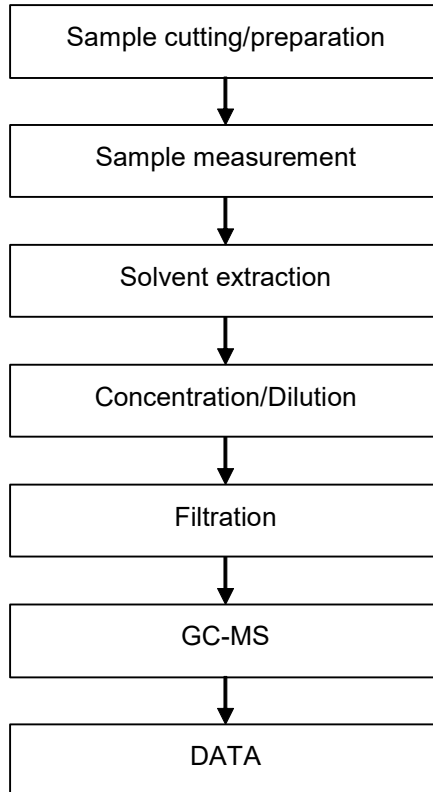 Sample cutting/preparation
Sample measurement
Solvent extraction
Concentration/Dilution
Filtration
GC-MS
DATA